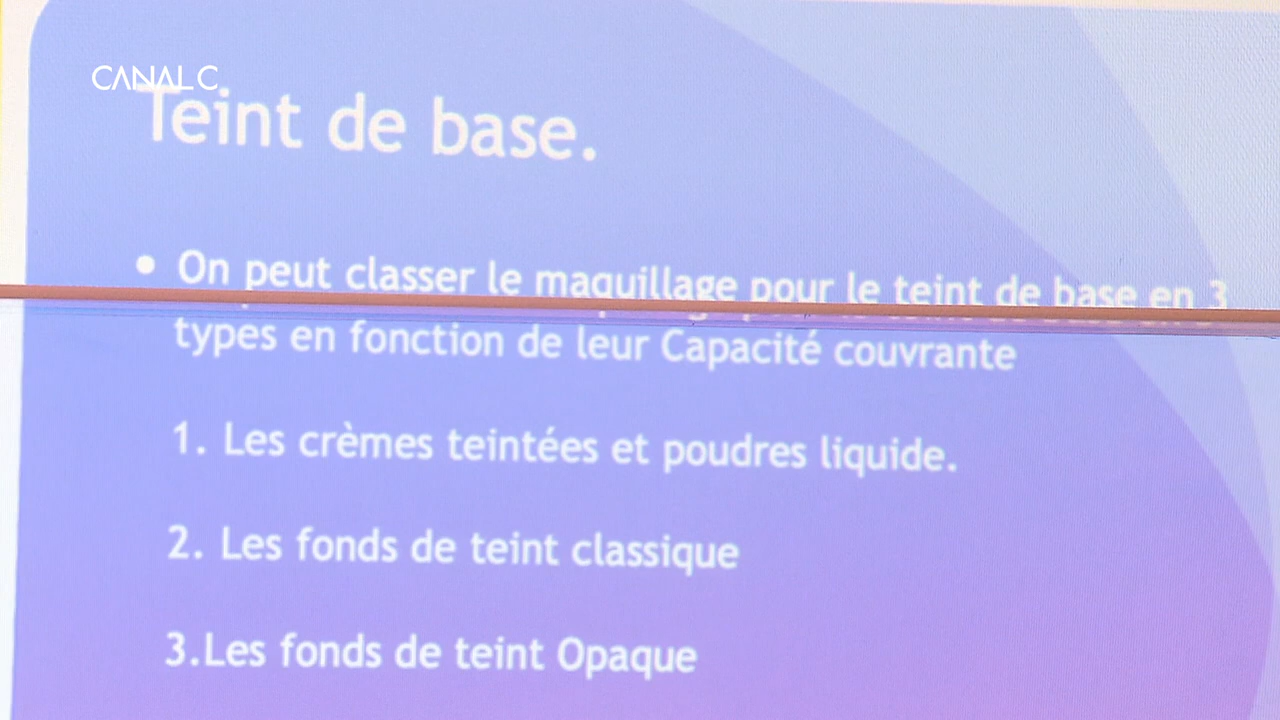 CANAL C
Teint de base.
• On peut classer le maquillage pour le teint de base en 3
types en fonction de leur Capacité couvrante
1. Les crèmes teintées et poudres liquide.
2. Les fonds de teint classique
3.Les fonds de teint Opaque